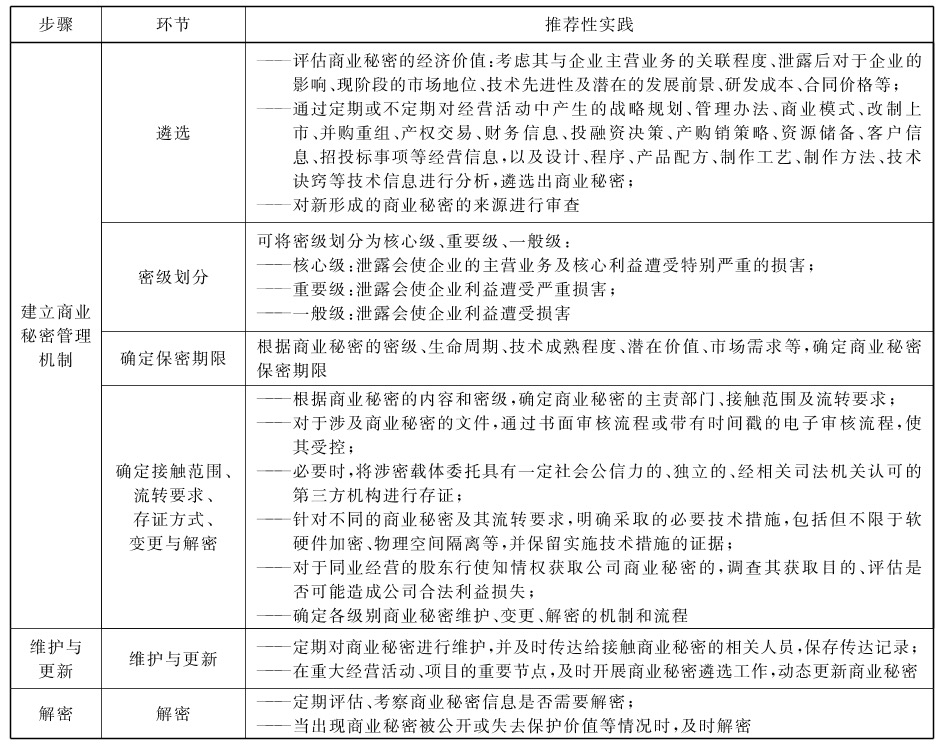 步骤 环节 推荐性实践
建立商业
秘密管理
机制
遴选
——评估商业秘密的经济价值:考虑其与企业主营业务的关联程度、泄露后对于企业的
影响、现阶段的市场地位、技术先进性及潜在的发展前景、研发成本、合同价格等;
——通过定期或不定期对经营活动中产生的战略规划、管理办法、商业模式、改制上
市、并购重组、产权交易、财务信息、投融资决策、产购销策略、资源储备、客户信
息、招投标事项等经营信息,以及设计、程序、产品配方、制作工艺、制作方法、技术
诀窍等技术信息进行分析,遴选出商业秘密;
——对新形成的商业秘密的来源进行审查
密级划分
可将密级划分为核心级、重要级、一般级:
——核心级:泄露会使企业的主营业务及核心利益遭受特别严重的损害;
——重要级:泄露会使企业利益遭受严重损害;
——一般级:泄露会使企业利益遭受损害
确定保密期限
根据商业秘密的密级、生命周期、技术成熟程度、潜在价值、市场需求等,确定商业秘密
保密期限
确定接触范围、
流转要求、
存证方式、
变更与解密
——根据商业秘密的内容和密级,确定商业秘密的主责部门、接触范围及流转要求;
——对于涉及商业秘密的文件,通过书面审核流程或带有时间戳的电子审核流程,使
其受控;
——必要时,将涉密载体委托具有一定社会公信力的、独立的、经相关司法机关认可的
第三方机构进行存证;
——针对不同的商业秘密及其流转要求,明确采取的必要技术措施,包括但不限于软
硬件加密、物理空间隔离等,并保留实施技术措施的证据;
——对于同业经营的股东行使知情权获取公司商业秘密的,调查其获取目的、评估是
否可能造成公司合法利益损失;
——确定各级别商业秘密维护、变更、解密的机制和流程
维护与
更新
维护与更新
——定期对商业秘密进行维护,并及时传达给接触商业秘密的相关人员,保存传达记录;
——在重大经营活动、项目的重要节点,及时开展商业秘密遴选工作,动态更新商业秘密
解密
解密
——定期评估、考察商业秘密信息是否需要解密;
——当出现商业秘密被公开或失去保护价值等情况时,及时解密